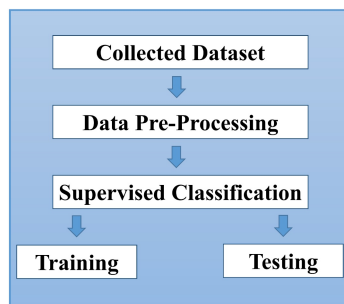 Collected Dataset
Data Pre-Processing
Supervised Classification
Training
Testing